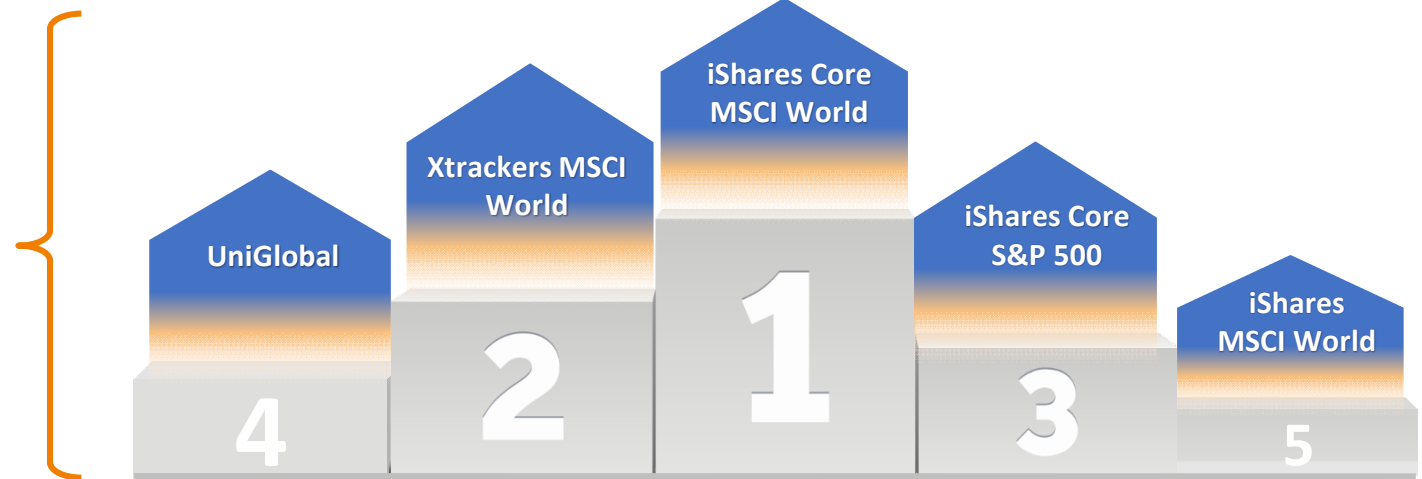 iShares Core
MSCI World
Xtrackers MSCI
World
iShares Core
S&P 500
UniGlobal
iShares
MSCI World
1
2
3
4
5